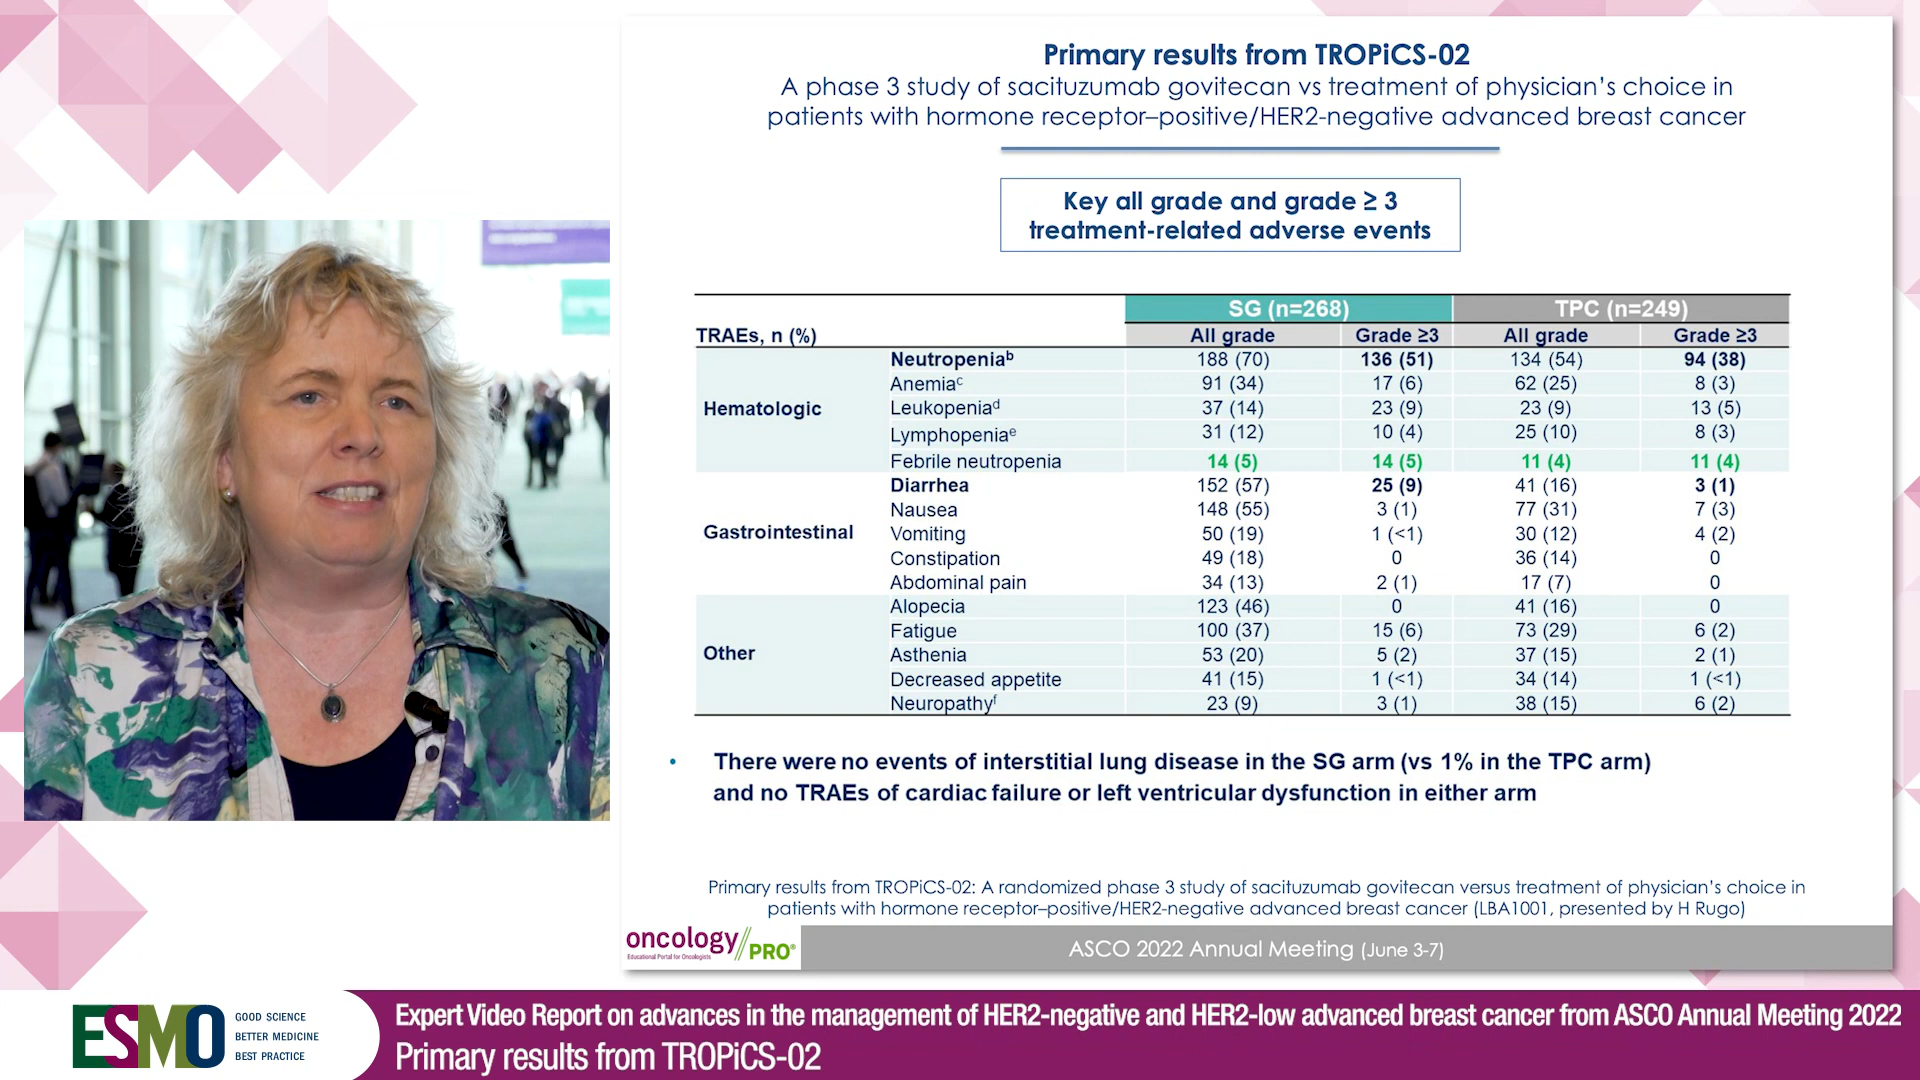 Primary results from TROPiCS-02
A phase 3 study of sacituzumab govitecan vs treatment of physician's choice in
patients with hormone receptor–positive/HER2-negative advanced breast cancer
Key all grade and grade ≥ 3
treatment-related adverse events
SG (n=268) TPC (n=249)
TRAEs, n (%) All grade Grade ≥3 All grade Grade ≥3
Hematologic
Neutropeniaᵇ 188 (70) 136 (51) 134 (54) 94 (38)
Anemiaᶜ 91 (34) 17 (6) 62 (25) 8 (3)
Leukopeniaᵈ 37 (14) 23 (9) 23 (9) 13 (5)
Lymphopeniaᵉ 31 (12) 10 (4) 25 (10) 8 (3)
Febrile neutropenia 14 (5) 14 (5) 11 (4) 11 (4)
Gastrointestinal
Diarrhea 152 (57) 25 (9) 41 (16) 3 (1)
Nausea 148 (55) 3 (1) 77 (31) 7 (3)
Vomiting 50 (19) 1 (<1) 30 (12) 4 (2)
Constipation 49 (18) 0 36 (14) 0
Abdominal pain 34 (13) 2 (1) 17 (7) 0
Other
Alopecia 123 (46) 0 41 (16) 0
Fatigue 100 (37) 15 (6) 73 (29) 6 (2)
Asthenia 53 (20) 5 (2) 37 (15) 2 (1)
Decreased appetite 41 (15) 1 (<1) 34 (14) 1 (<1)
Neuropathyᶠ 23 (9) 3 (1) 38 (15) 6 (2)
• There were no events of interstitial lung disease in the SG arm (vs 1% in the TPC arm)
and no TRAEs of cardiac failure or left ventricular dysfunction in either arm
Primary results from TROPiCS-02: A randomized phase 3 study of sacituzumab govitecan versus treatment of physician's choice in
patients with hormone receptor–positive/HER2-negative advanced breast cancer (LBA1001, presented by H Rugo)
oncology//PRO®
Educational Portal for Oncologists
ASCO 2022 Annual Meeting (June 3-7)
ESMO
GOOD SCIENCE
BETTER MEDICINE
BEST PRACTICE
Expert Video Report on advances in the management of HER2-negative and HER2-low advanced breast cancer from ASCO Annual Meeting 2022
Primary results from TROPiCS-02